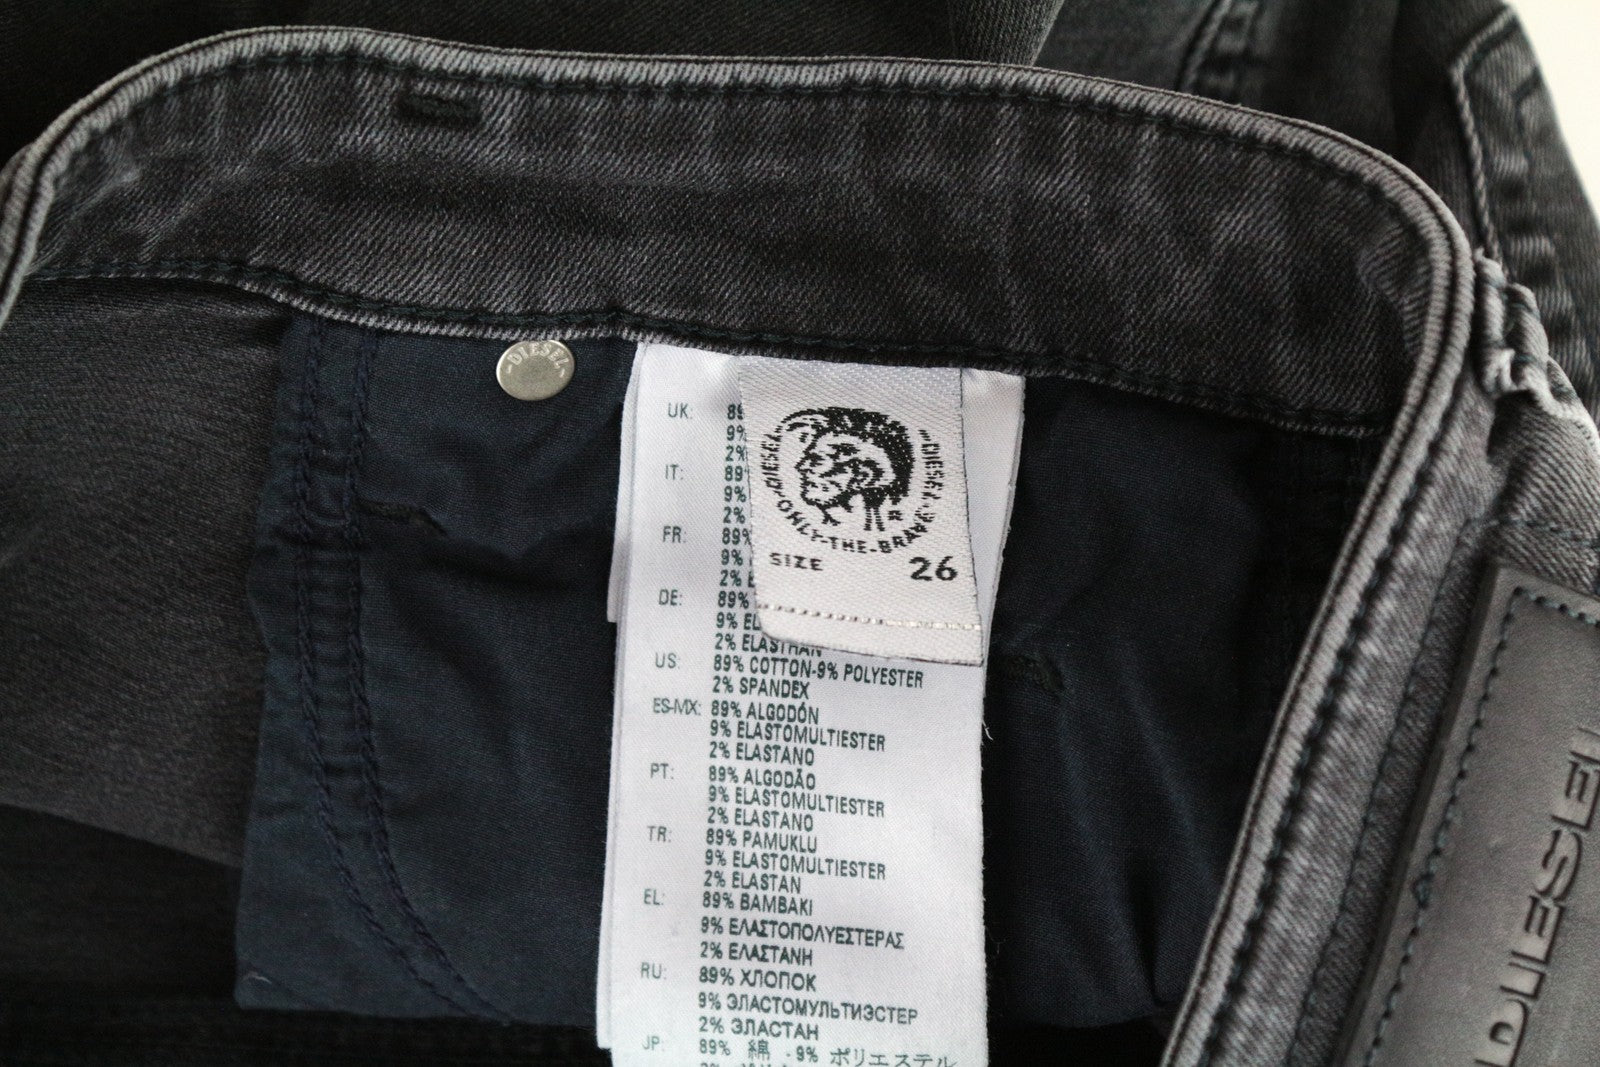 DIESEL
UK: 89
9%
2%
IT: 89
9%
2%
FR: 89%
9%
2% E
DE: 89%
9% EL
2% ELASTHAN
US: 89% COTTON-9% POLYESTER
2% SPANDEX
ES-MX: 89% ALGODÓN
9% ELASTOMULTIESTER
2% ELASTANO
PT: 89% ALGODÃO
9% ELASTOMULTIESTER
2% ELASTANO
TR: 89% PAMUKLU
9% ELASTOMULTIESTER
2% ELASTAN
EL: 89% ΒΑΜΒΑΚΙ
9% ΕΛΑΣΤΟΠΟΛΥΕΣΤΕΡΑΣ
2% ΕΛΑΣΤΑΝΗ
RU: 89% ХЛОПОК
9% ЭЛАСТОМУЛЬТИЭСТЕР
2% ЭЛАСТАН
JP: 89% 綿 -9% ポリエステル
DIESEL·ONLY-THE-BRAVE·DIESEL
R
SIZE 26
DIESEL